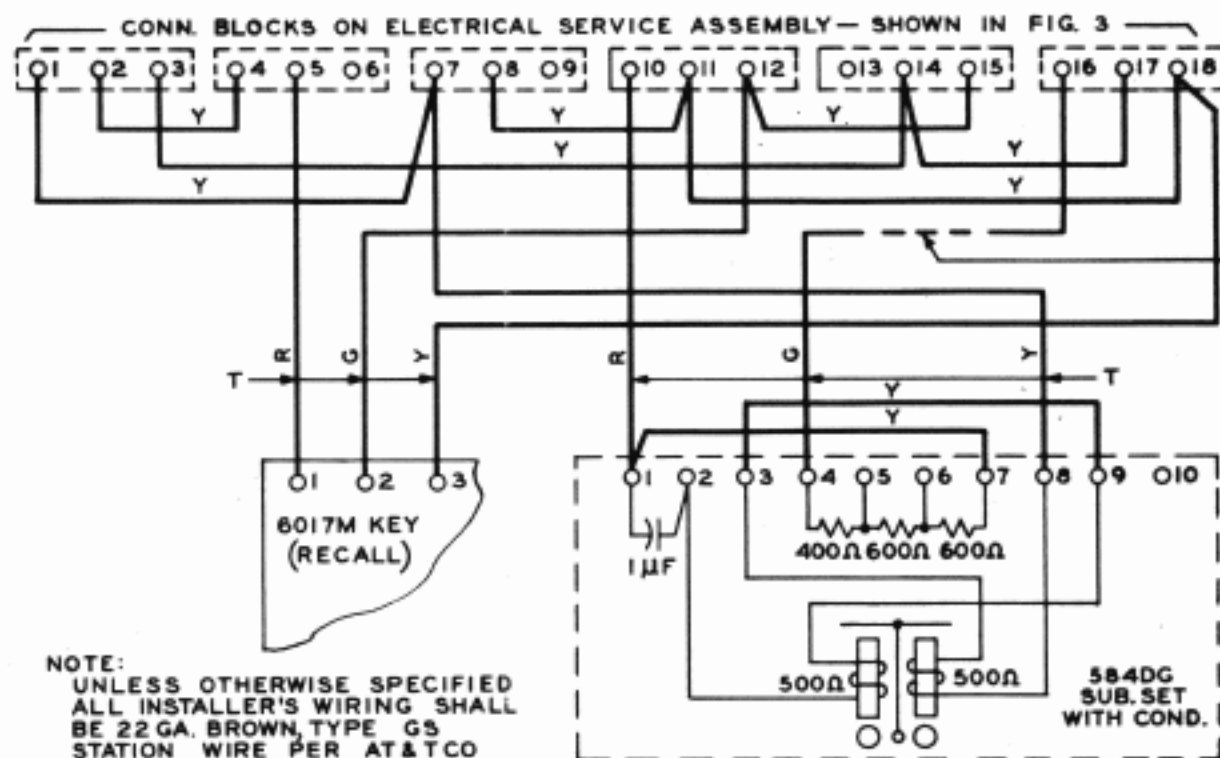 CONN. BLOCKS ON ELECTRICAL SERVICE ASSEMBLY — SHOWN IN FIG. 3
1 2 3 4 5 6 7 8 9 10 11 12 13 14 15 16 17 18
Y Y Y
Y Y
Y Y
R G Y R G Y
T T
Y
Y
1 2 3 1 2 3 4 5 6 7 8 9 10
6017M KEY
(RECALL)
1µF
400Ω 600Ω 600Ω
500Ω 500Ω
584DG
SUB. SET
WITH COND.
NOTE:
UNLESS OTHERWISE SPECIFIED
ALL INSTALLER'S WIRING SHALL
BE 22 GA. BROWN, TYPE GS
STATION WIRE PER AT&TCO